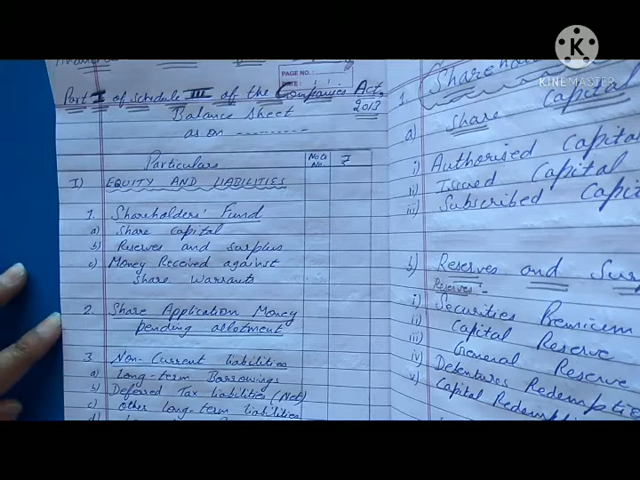 KINEMASTER
PAGE NO.:
DATE:
Part I of schedule III of the Companies Act, 2013
Balance sheet
as on -----------
Particulars Note No. ₹
I) EQUITY AND LIABILITIES
1. Shareholders' Fund
a) Share Capital
b) Reserves and surplus
c) Money Received against
Share Warrants
2. Share Application Money
pending allotment
3. Non-Current liabilities
a) Long-term Borrowings
b) Deferred Tax liabilities (Net)
c) other long-term liabilities
d)
1. Shareho
a) Share Capital
i) Authorised Capital
ii) Issued Capital
iii) Subscribed Capi
b) Reserves and Sur
Reserves:-
i) Securities Premium
ii) Capital Reserve
iii) General Reserve
iv) Debentures Redempti
v) Capital Redempti